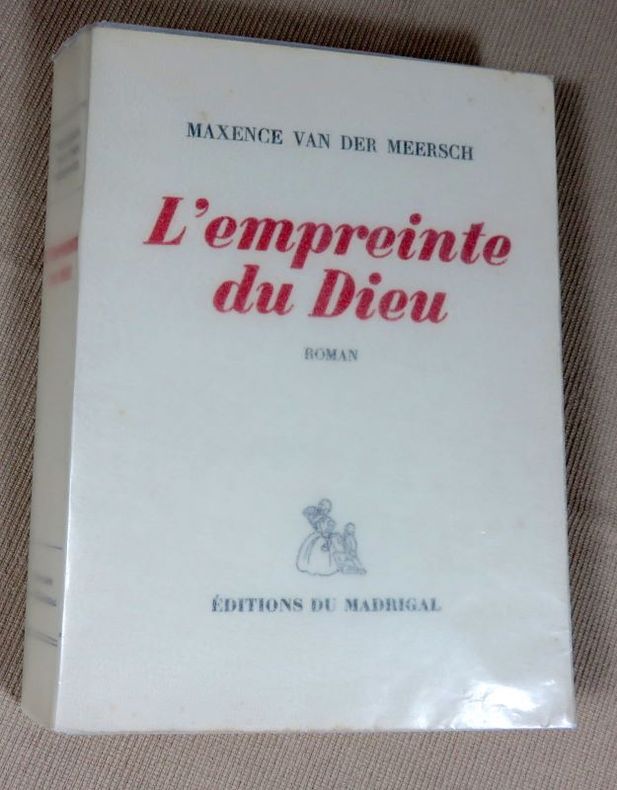 MAXENCE VAN DER MEERSCH
L'empreinte
du Dieu
ROMAN
ÉDITIONS DU MADRIGAL